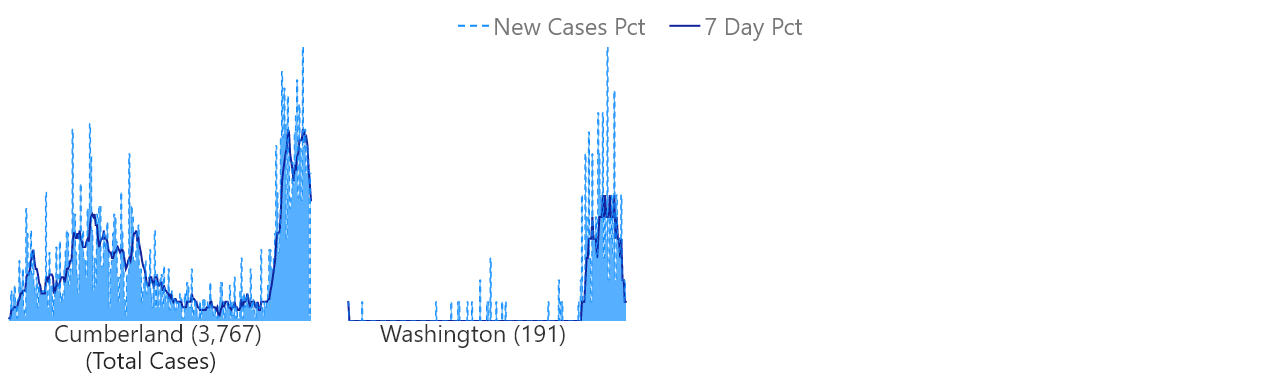 New Cases Pct 7 Day Pct
Cumberland (3,767) Washington (191)
(Total Cases)